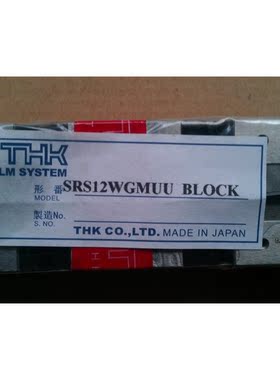 THK
LM SYSTEM
形番 SRS12WGMUU BLOCK
MODEL
製造No.
S. NO.
THK CO.,LTD. MADE IN JAPAN